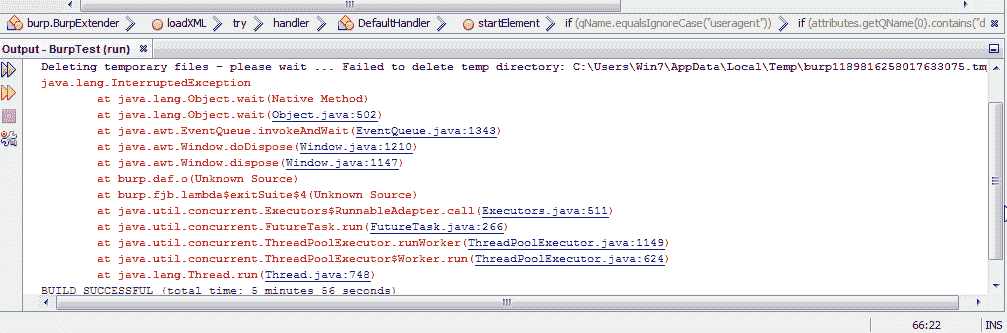 burp.BurpExtender loadXML try handler DefaultHandler startElement if (qName.equalsIgnoreCase("useragent")) if (attributes.getQName(0).contains("d
Output - BurpTest (run)
Deleting temporary files - please wait ... Failed to delete temp directory: C:\Users\Win7\AppData\Local\Temp\burp1189816258017633075.tm
java.lang.InterruptedException
at java.lang.Object.wait(Native Method)
at java.lang.Object.wait(Object.java:502)
at java.awt.EventQueue.invokeAndWait(EventQueue.java:1343)
at java.awt.Window.doDispose(Window.java:1210)
at java.awt.Window.dispose(Window.java:1147)
at burp.daf.o(Unknown Source)
at burp.fjb.lambda$exitSuite$4(Unknown Source)
at java.util.concurrent.Executors$RunnableAdapter.call(Executors.java:511)
at java.util.concurrent.FutureTask.run(FutureTask.java:266)
at java.util.concurrent.ThreadPoolExecutor.runWorker(ThreadPoolExecutor.java:1149)
at java.util.concurrent.ThreadPoolExecutor$Worker.run(ThreadPoolExecutor.java:624)
at java.lang.Thread.run(Thread.java:748)
BUILD SUCCESSFUL (total time: 5 minutes 56 seconds)
66:22 INS